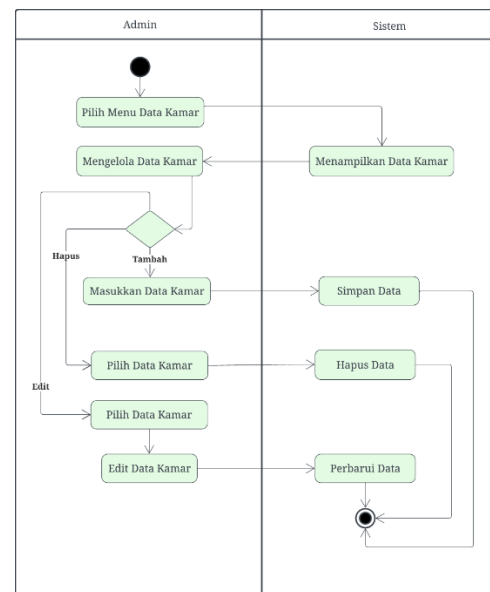 Admin
Sistem
Pilih Menu Data Kamar
Mengelola Data Kamar
Menampilkan Data Kamar
Hapus
Tambah
Masukkan Data Kamar
Simpan Data
Pilih Data Kamar
Hapus Data
Edit
Pilih Data Kamar
Edit Data Kamar
Perbarui Data